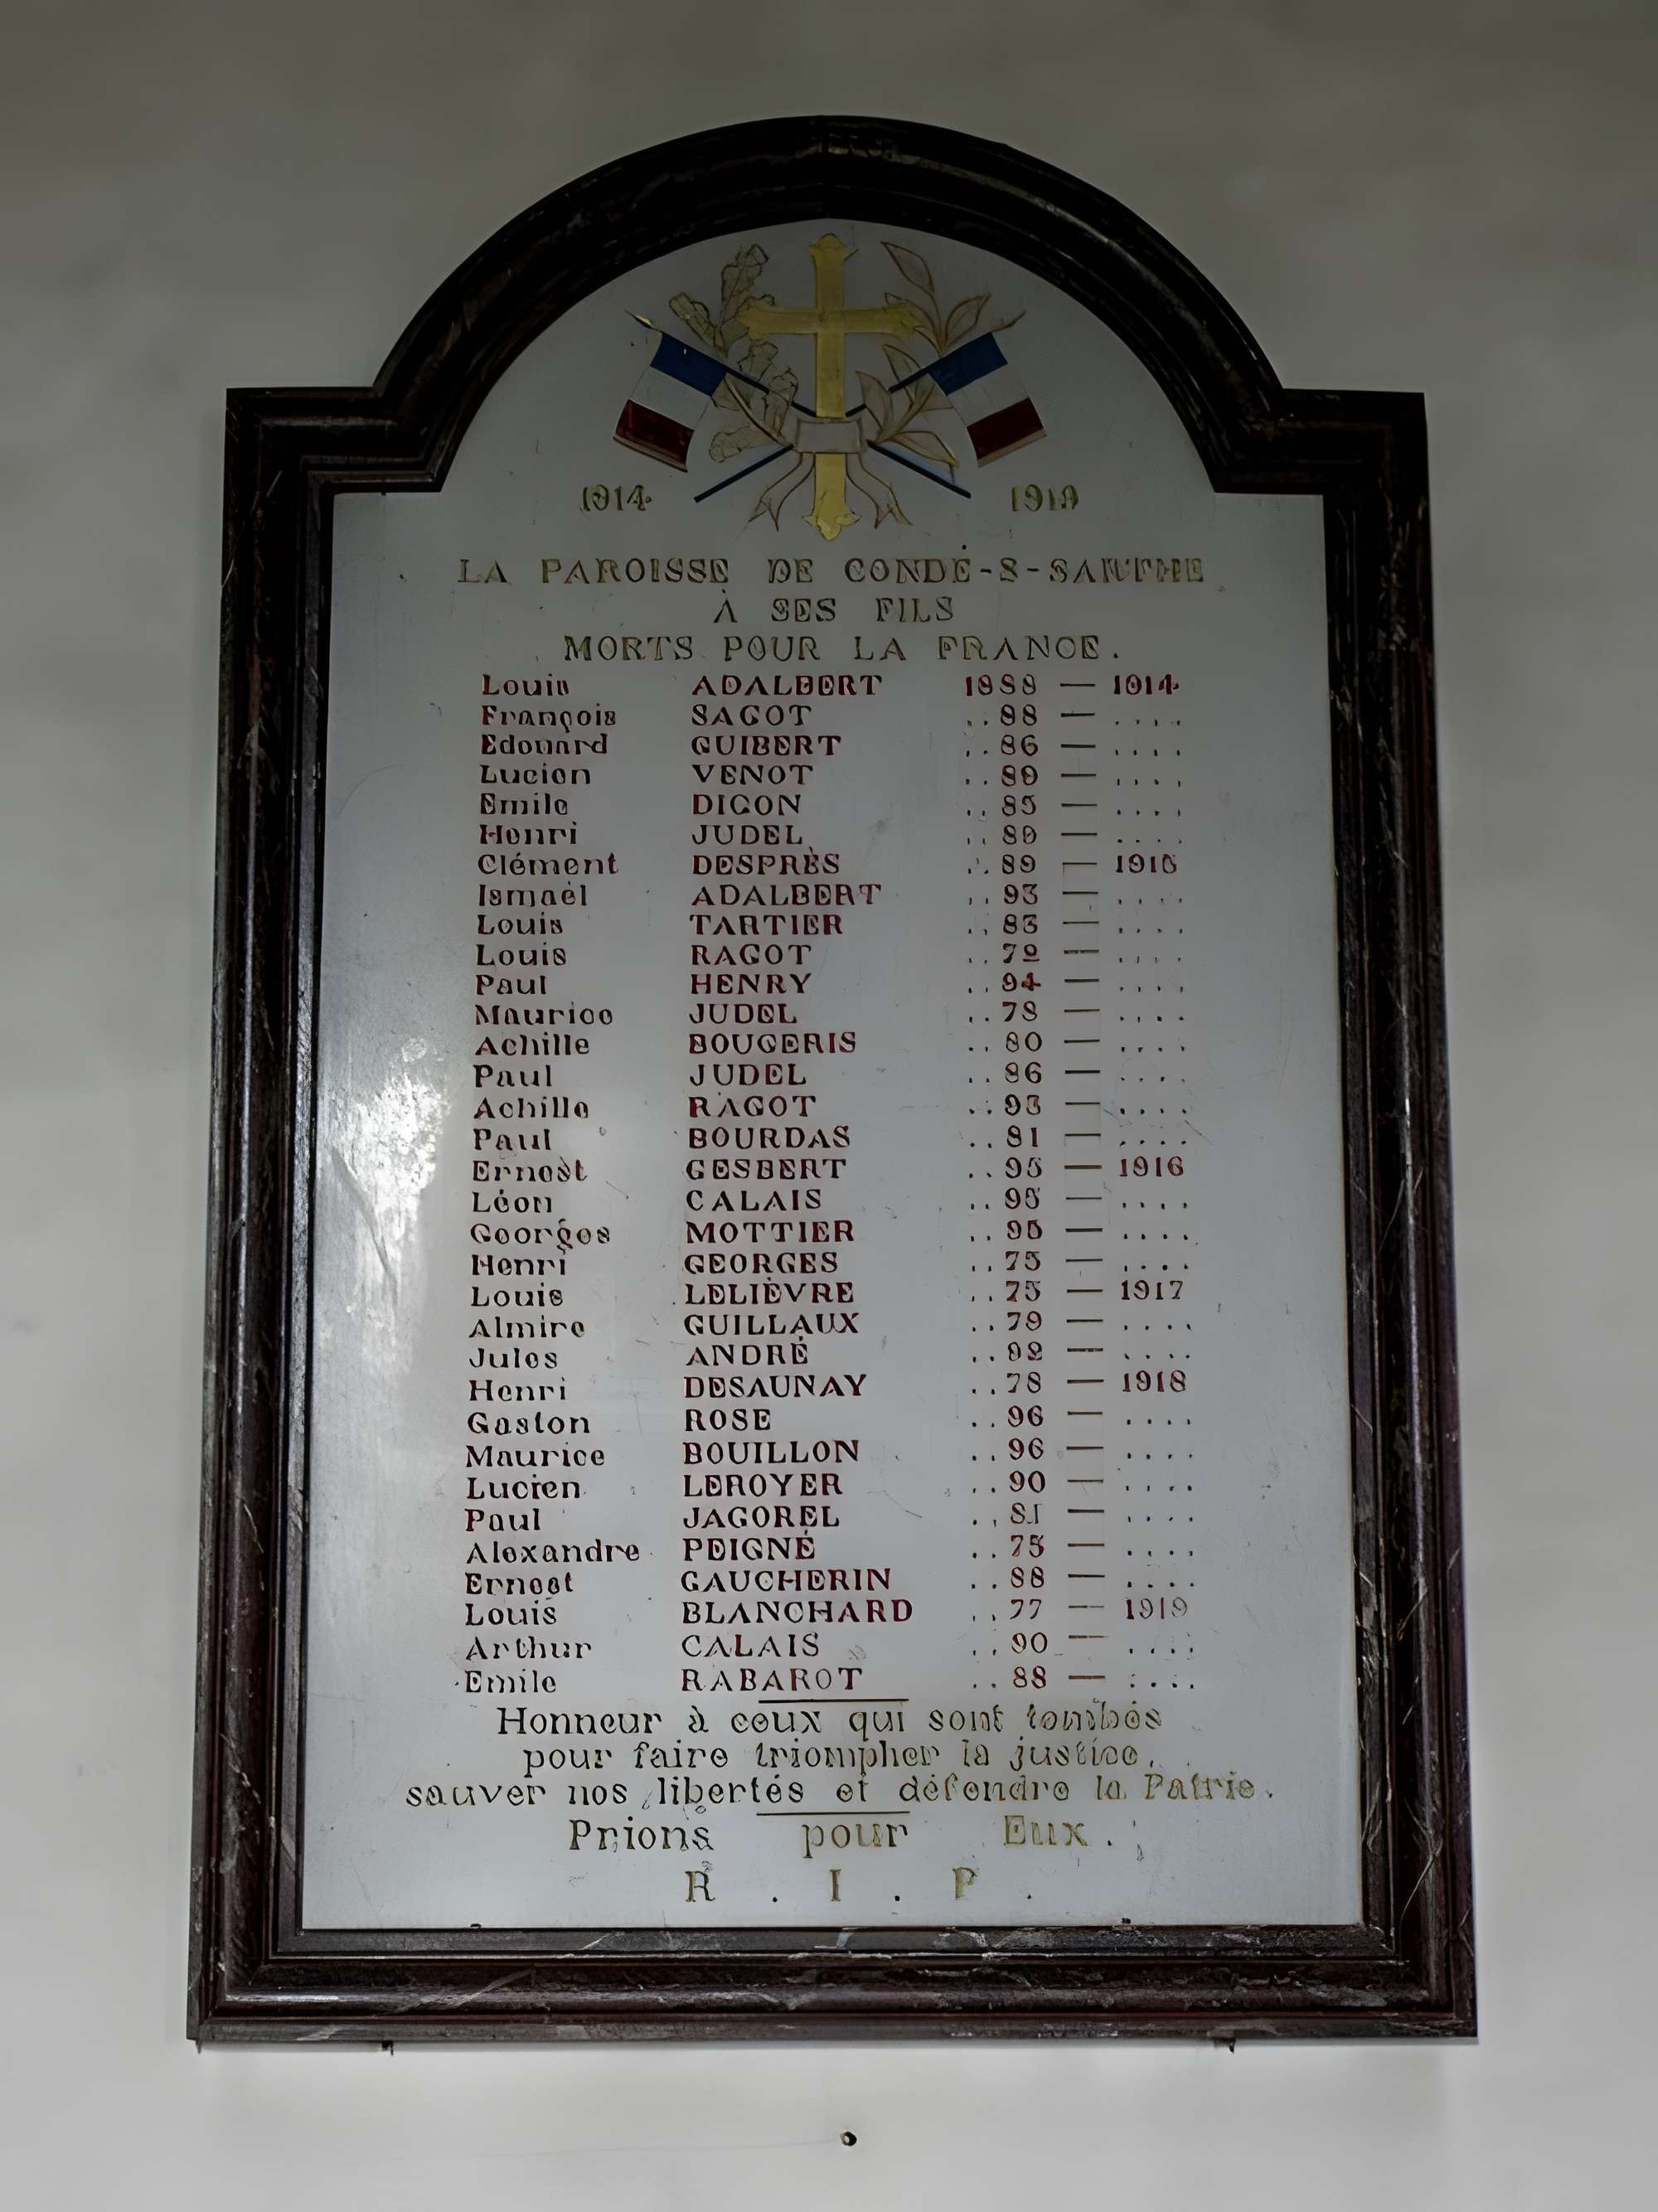 1914 1919
LA PAROISSE DE CONDÉ-S-SARTHE
À SES FILS
MORTS POUR LA FRANCE.
Louis ADALBERT 1888 — 1914
François SAGOT ..88 — ....
Edouard GUIBERT ..86 — ....
Lucien VENOT ..89 — ....
Emile DIGON ..85 — ....
Henri JUDEL ..89 — ....
Clément DESPRÈS ..89 — 1915
Ismaël ADALBERT ..93 — ....
Louis TARTIER ..83 — ....
Louis RAGOT ..79 — ....
Paul HENRY ..94 — ....
Maurice JUDEL ..78 — ....
Achille BOUGERIS ..80 — ....
Paul JUDEL ..86 — ....
Achille RAGOT ..93 — ....
Paul BOURDAS ..81 — ....
Ernest GESBERT ..95 — 1916
Léon CALAIS ..95 — ....
Georges MOTTIER ..95 — ....
Henri GEORGES ..75 — ....
Louis LELIÈVRE ..75 — 1917
Almire GUILLAUX ..79 — ....
Jules ANDRÉ ..92 — ....
Henri DESAUNAY ..78 — 1918
Gaston ROSE ..96 — ....
Maurice BOUILLON ..96 — ....
Lucien LEROYER ..90 — ....
Paul JAGOREL ..81 — ....
Alexandre PEIGNÉ ..75 — ....
Ernest GAUCHERIN ..88 — ....
Louis BLANCHARD ..77 — 1919
Arthur CALAIS ..90 — ....
Emile RABAROT ..88 — ....
Honneur à ceux qui sont tombés
pour faire triompher la justice,
sauver nos libertés et défendre la Patrie.
Prions pour Eux.
R . I . P .